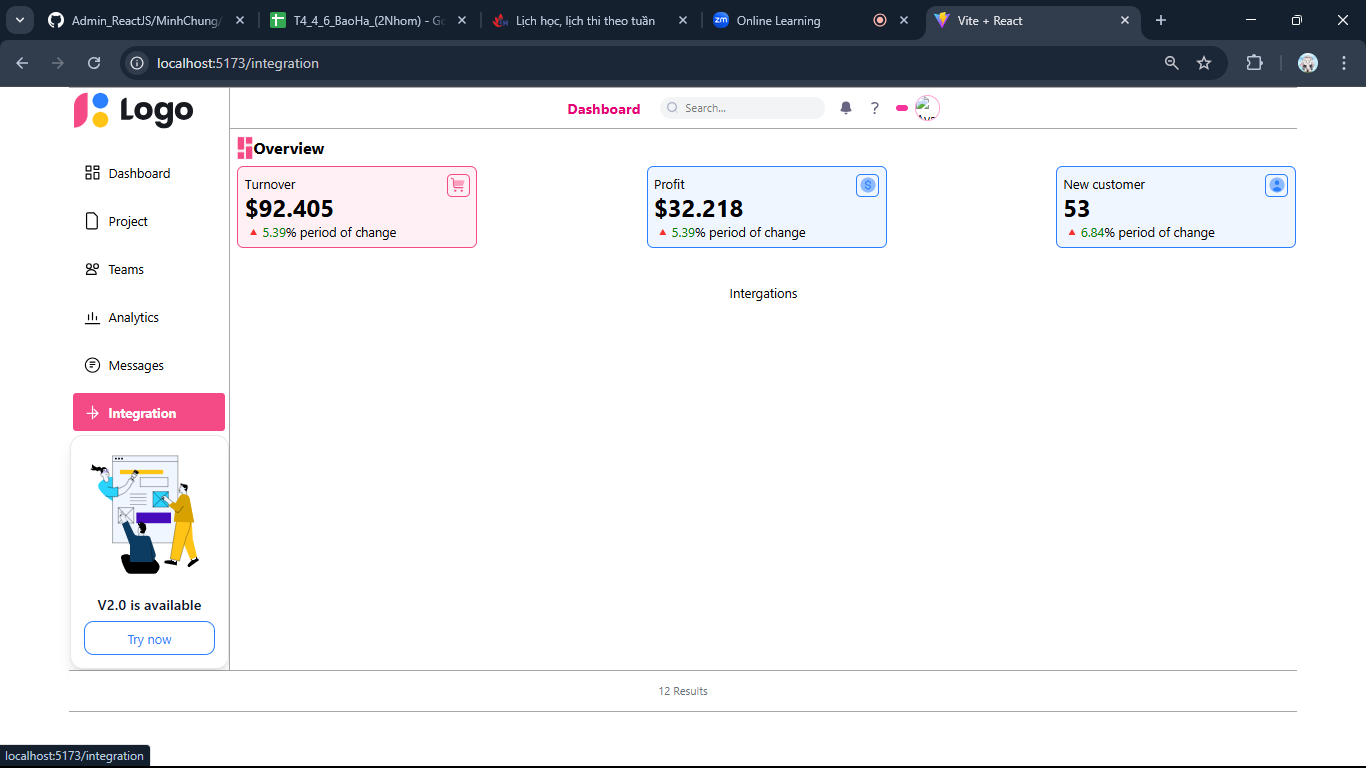 Admin_ReactJS/MinhChung/
T4_4_6_BaoHa_(2Nhom) - Go
Lịch học, lịch thi theo tuần
zm Online Learning
Vite + React
localhost:5173/integration
Logo
Dashboard
Search...
?
Dashboard
Project
Teams
Analytics
Messages
Integration
V2.0 is available
Try now
Overview
Turnover
$92.405
5.39% period of change
Profit
$
$32.218
5.39% period of change
New customer
53
6.84% period of change
Intergations
12 Results
localhost:5173/integration